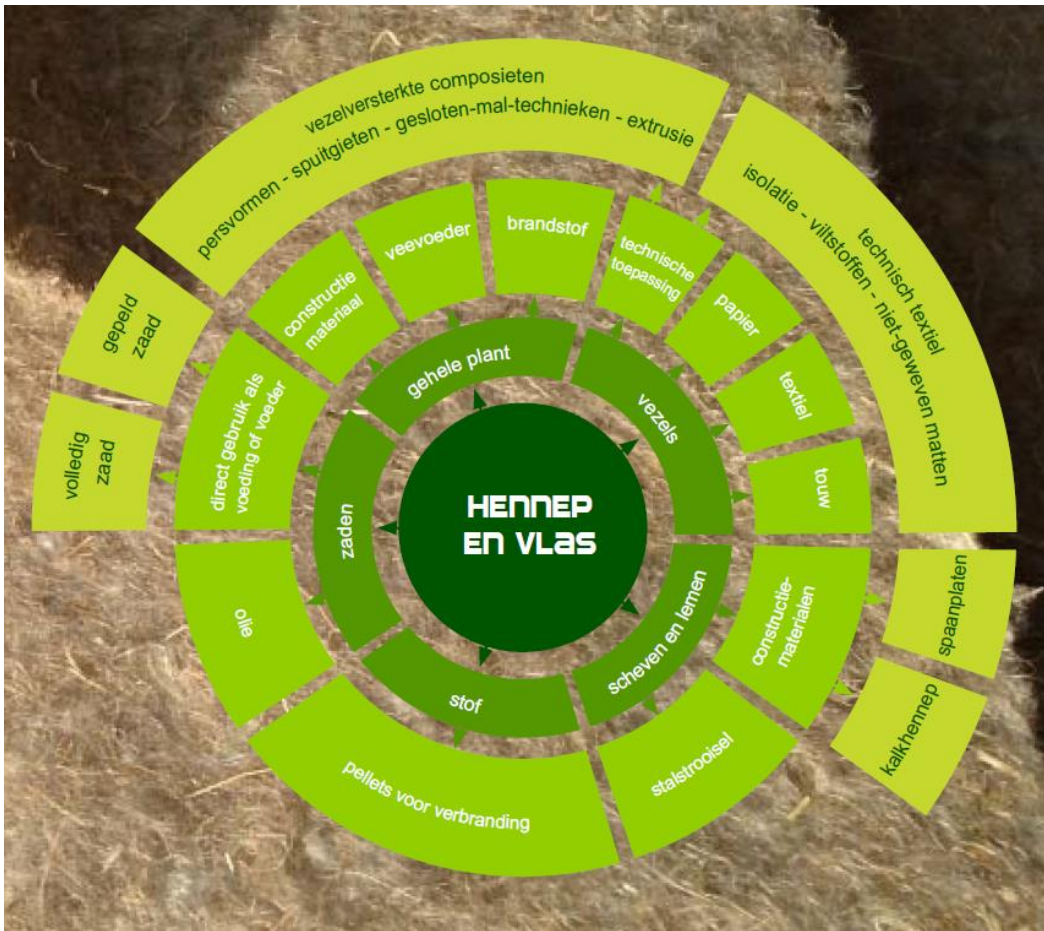 vezelversterkte composieten
persvormen - spuitgieten - gesloten-mal-technieken - extrusie
technisch textiel
isolatie - viltstoffen - niet-geweven matten
gepeld
zaad
volledig
zaad
constructie
materiaal
veevoeder
brandstof
technische
toepassing
papier
textiel
touw
direct gebruik als
voeding of voeder
gehele plant
vezels
zaden
HENNEP
EN VLAS
scheven en lemen
stof
olie
constructie-
materialen
spaanplaten
kalkhennep
stalstrooisel
pellets voor verbranding